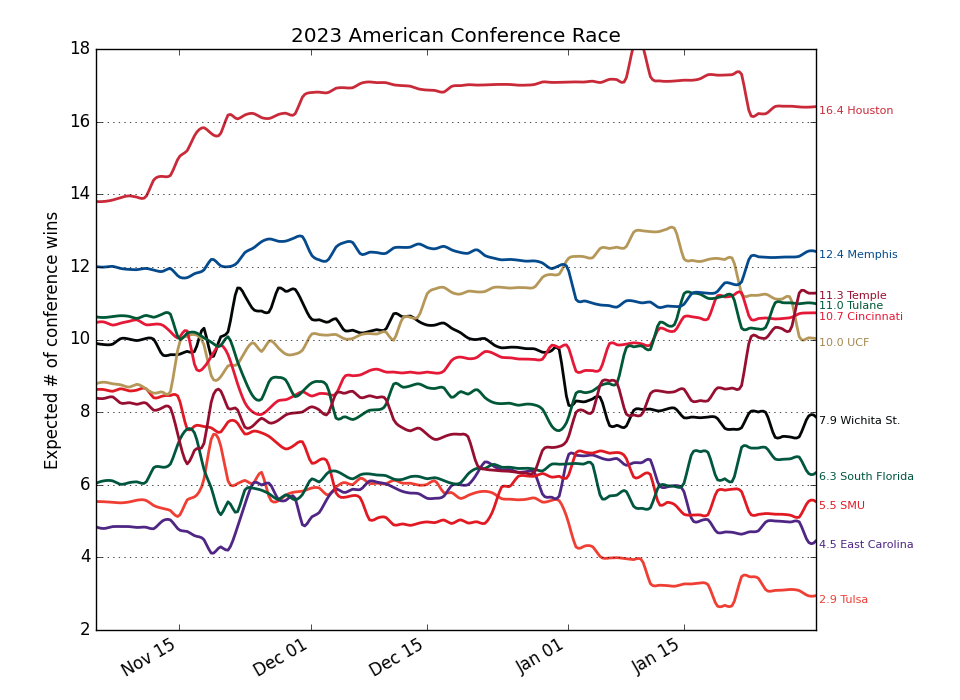 2023 American Conference Race
Expected # of conference wins
18
16
14
12
10
8
6
4
2
Nov 15
Dec 01
Dec 15
Jan 01
Jan 15
16.4 Houston
12.4 Memphis
11.3 Temple
11.0 Tulane
10.7 Cincinnati
10.0 UCF
7.9 Wichita St.
6.3 South Florida
5.5 SMU
4.5 East Carolina
2.9 Tulsa